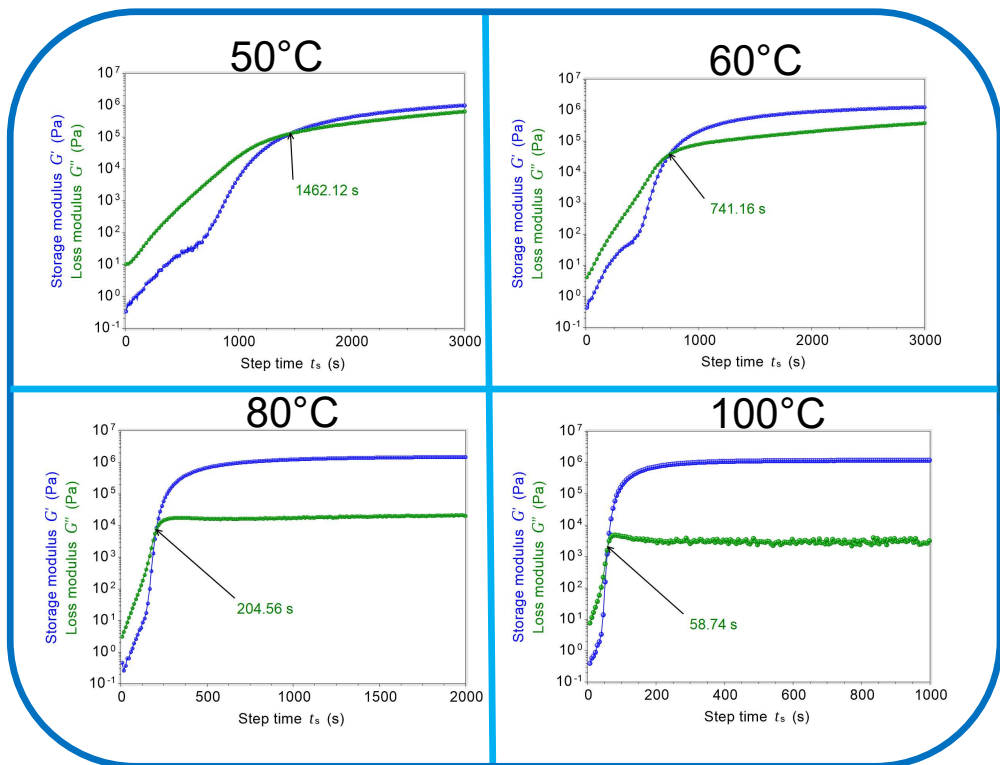 50°C
10^7
10^6
10^5
10^4
10^3
10^2
10^1
10^0
10^-1
Storage modulus G' (Pa)
Loss modulus G" (Pa)
1462.12 s
0 1000 2000 3000
Step time tₛ (s)
60°C
10^7
10^6
10^5
10^4
10^3
10^2
10^1
10^0
10^-1
Storage modulus G' (Pa)
Loss modulus G" (Pa)
741.16 s
0 1000 2000 3000
Step time tₛ (s)
80°C
10^7
10^6
10^5
10^4
10^3
10^2
10^1
10^0
10^-1
Storage modulus G' (Pa)
Loss modulus G" (Pa)
204.56 s
0 500 1000 1500 2000
Step time tₛ (s)
100°C
10^7
10^6
10^5
10^4
10^3
10^2
10^1
10^0
10^-1
Storage modulus G' (Pa)
Loss modulus G" (Pa)
58.74 s
0 200 400 600 800 1000
Step time tₛ (s)